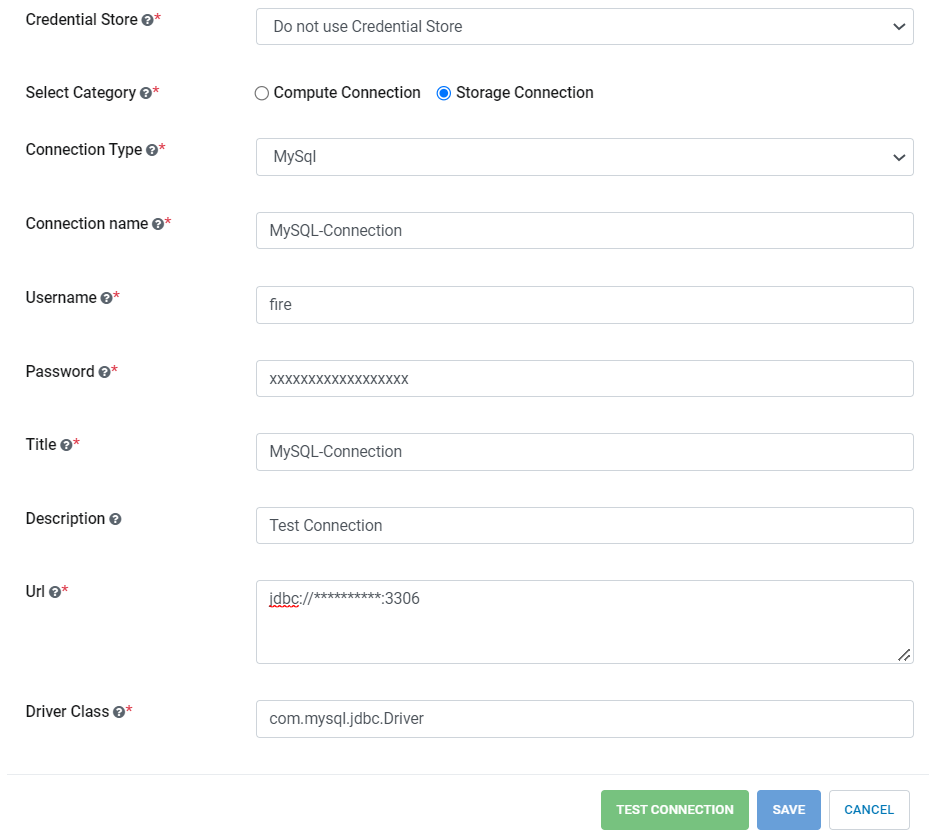 Credential Store ?*
Do not use Credential Store
Select Category ?*
Compute Connection Storage Connection
Connection Type ?*
MySql
Connection name ?*
MySQL-Connection
Username ?*
fire
Password ?*
xxxxxxxxxxxxxxxxxx
Title ?*
MySQL-Connection
Description ?
Test Connection
Url ?*
jdbc://**********:3306
Driver Class ?*
com.mysql.jdbc.Driver
TEST CONNECTION SAVE CANCEL